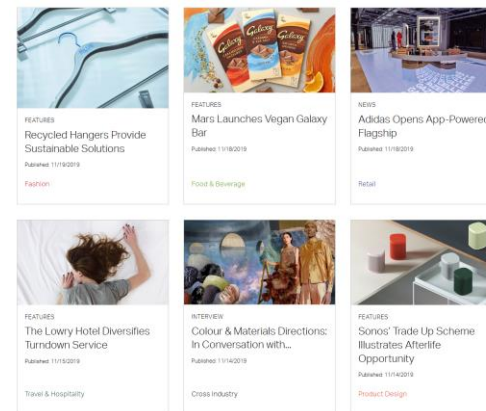 FEATURES
Recycled Hangers Provide
Sustainable Solutions
Published: 11/19/2019
Fashion
Galaxy
Galaxy
Galaxy
FEATURES
Mars Launches Vegan Galaxy
Bar
Published: 11/18/2019
Food & Beverage
NEWS
Adidas Opens App-Powered
Flagship
Published: 11/18/2019
Retail
FEATURES
The Lowry Hotel Diversifies
Turndown Service
Published: 11/15/2019
Travel & Hospitality
INTERVIEW
Colour & Materials Directions:
In Conversation with...
Published: 11/14/2019
Cross Industry
FEATURES
Sonos' Trade Up Scheme
Illustrates Afterlife
Opportunity
Published: 11/14/2019
Product Design